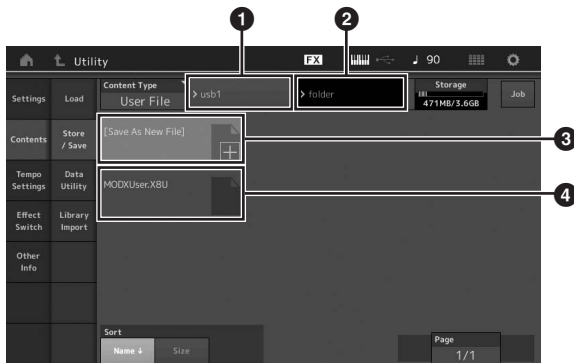 1 2
Utility FX 90
Settings Load Content Type User File > usb1 > folder Storage 471MB/3.6GB Job
Contents Store / Save [Save As New File] 3
Tempo Settings Data Utility MODXUser.X8U 4
Effect Switch Library Import
Other Info
Sort
Name ↓ Size
Page
1/1